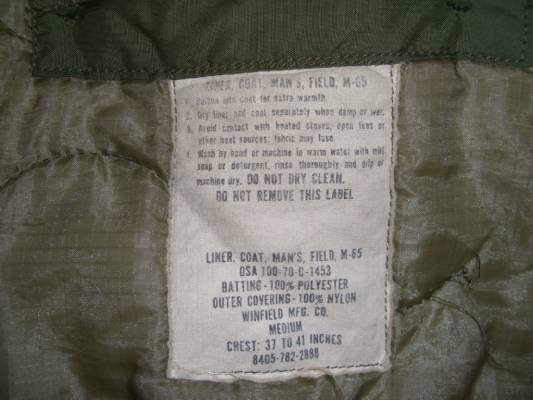 LINER, COAT, MAN'S, FIELD, M-65
1. Button into coat for extra warmth.
2. Dry liner and coat separately when damp or wet.
3. Avoid contact with heated stoves, open fires or
other heat sources; fabric may fuse.
4. Wash by hand or machine in warm water with mild
soap or detergent, rinse thoroughly and drip or
machine dry. DO NOT DRY CLEAN.
DO NOT REMOVE THIS LABEL
LINER, COAT, MAN'S, FIELD, M-65
DSA 100-70-C-1453
BATTING-100% POLYESTER
OUTER COVERING-100% NYLON
WINFIELD MFG. CO.
MEDIUM
CHEST: 37 TO 41 INCHES
8405-782-2888